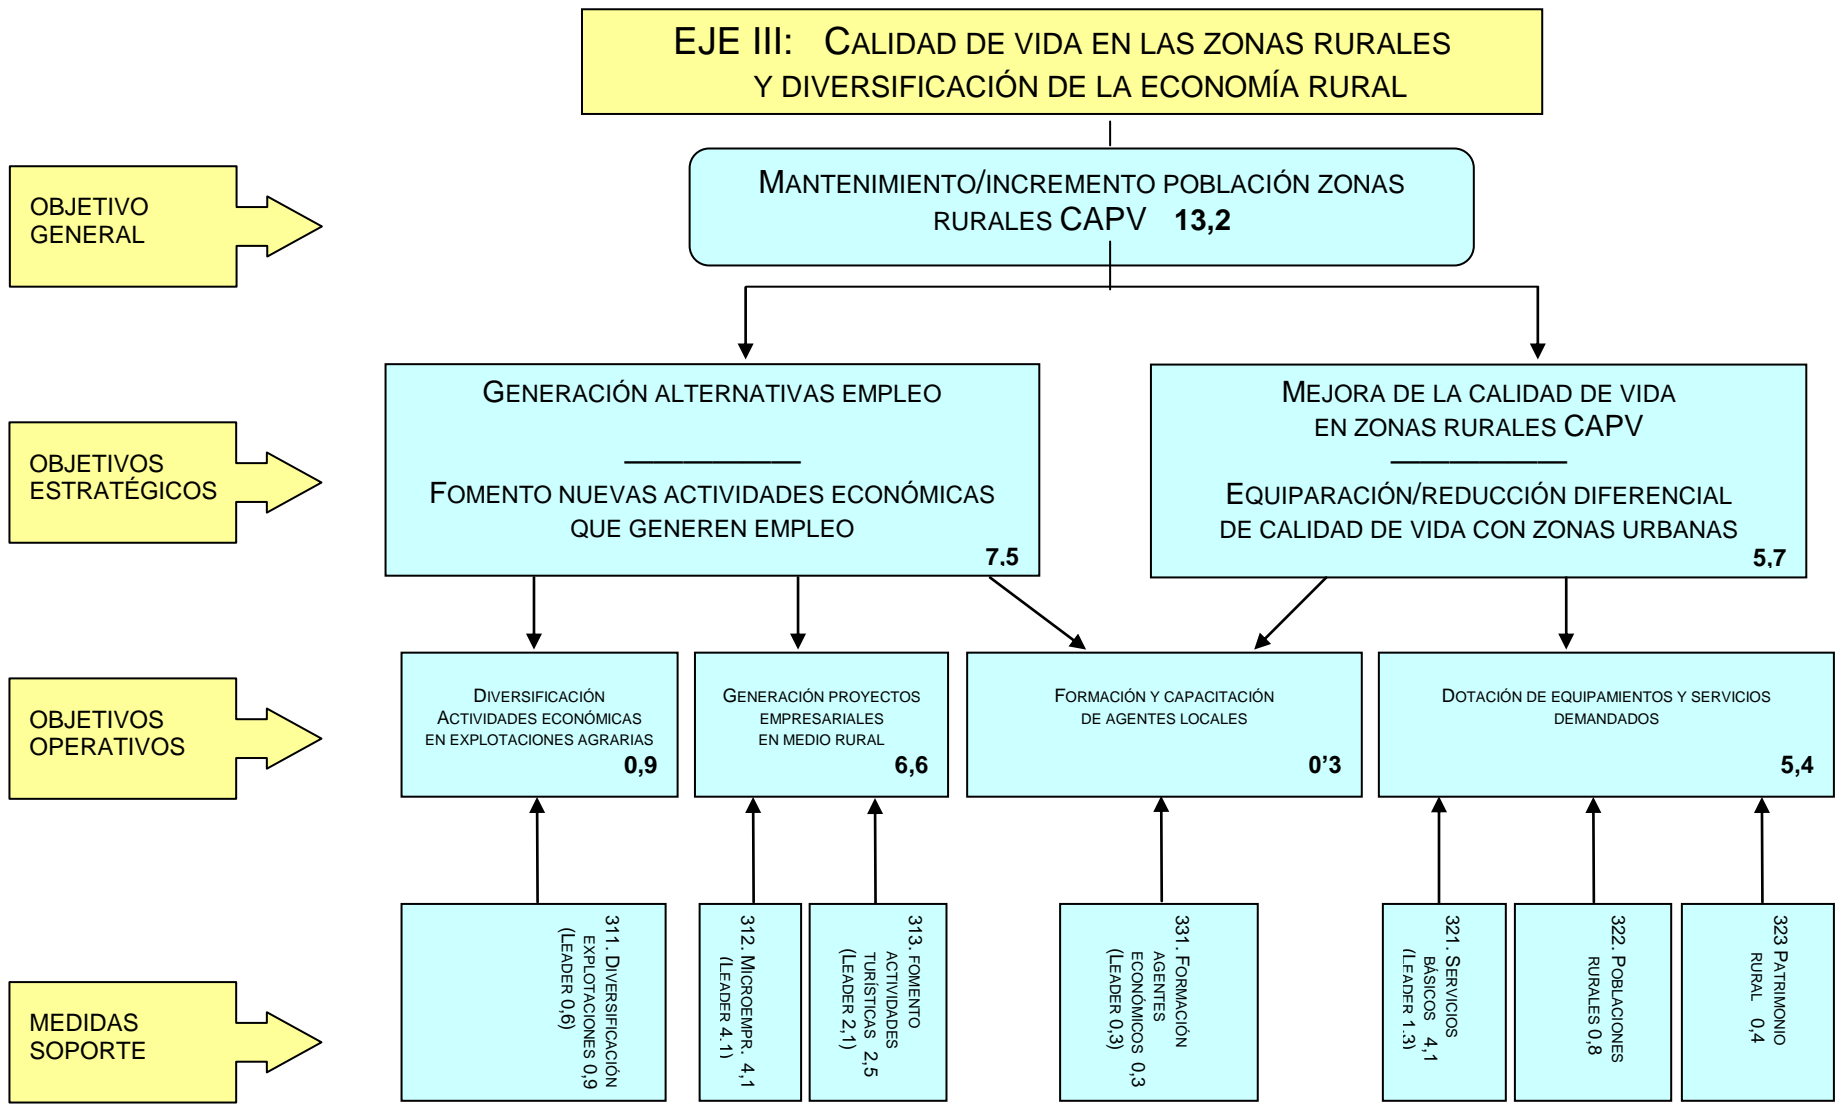 EJE III: CALIDAD DE VIDA EN LAS ZONAS RURALES
Y DIVERSIFICACIÓN DE LA ECONOMÍA RURAL
OBJETIVO
GENERAL
MANTENIMIENTO/INCREMENTO POBLACIÓN ZONAS
RURALES CAPV 13,2
OBJETIVOS
ESTRATÉGICOS
GENERACIÓN ALTERNATIVAS EMPLEO
FOMENTO NUEVAS ACTIVIDADES ECONÓMICAS
QUE GENEREN EMPLEO
7,5
MEJORA DE LA CALIDAD DE VIDA
EN ZONAS RURALES CAPV
EQUIPARACIÓN/REDUCCIÓN DIFERENCIAL
DE CALIDAD DE VIDA CON ZONAS URBANAS
5,7
OBJETIVOS
OPERATIVOS
DIVERSIFICACIÓN
ACTIVIDADES ECONÓMICAS
EN EXPLOTACIONES AGRARIAS
0,9
GENERACIÓN PROYECTOS
EMPRESARIALES
EN MEDIO RURAL
6,6
FORMACIÓN Y CAPACITACIÓN
DE AGENTES LOCALES
0’3
DOTACIÓN DE EQUIPAMIENTOS Y SERVICIOS
DEMANDADOS
5,4
MEDIDAS
SOPORTE
311. DIVERSIFICACIÓN
EXPLOTACIONES 0,9
(LEADER 0,6)
312. MICROEMPR. 4,1
(LEADER 4.1)
313. FOMENTO
ACTIVIDADES
TURÍSTICAS 2,5
(LEADER 2,1)
331. FORMACIÓN
AGENTES
ECONÓMICOS 0,3
(LEADER 0,3)
321. SERVICIOS
BÁSICOS 4,1
(LEADER 1.3)
322. POBLACIONES
RURALES 0,8
323 PATRIMONIO
RURAL 0,4